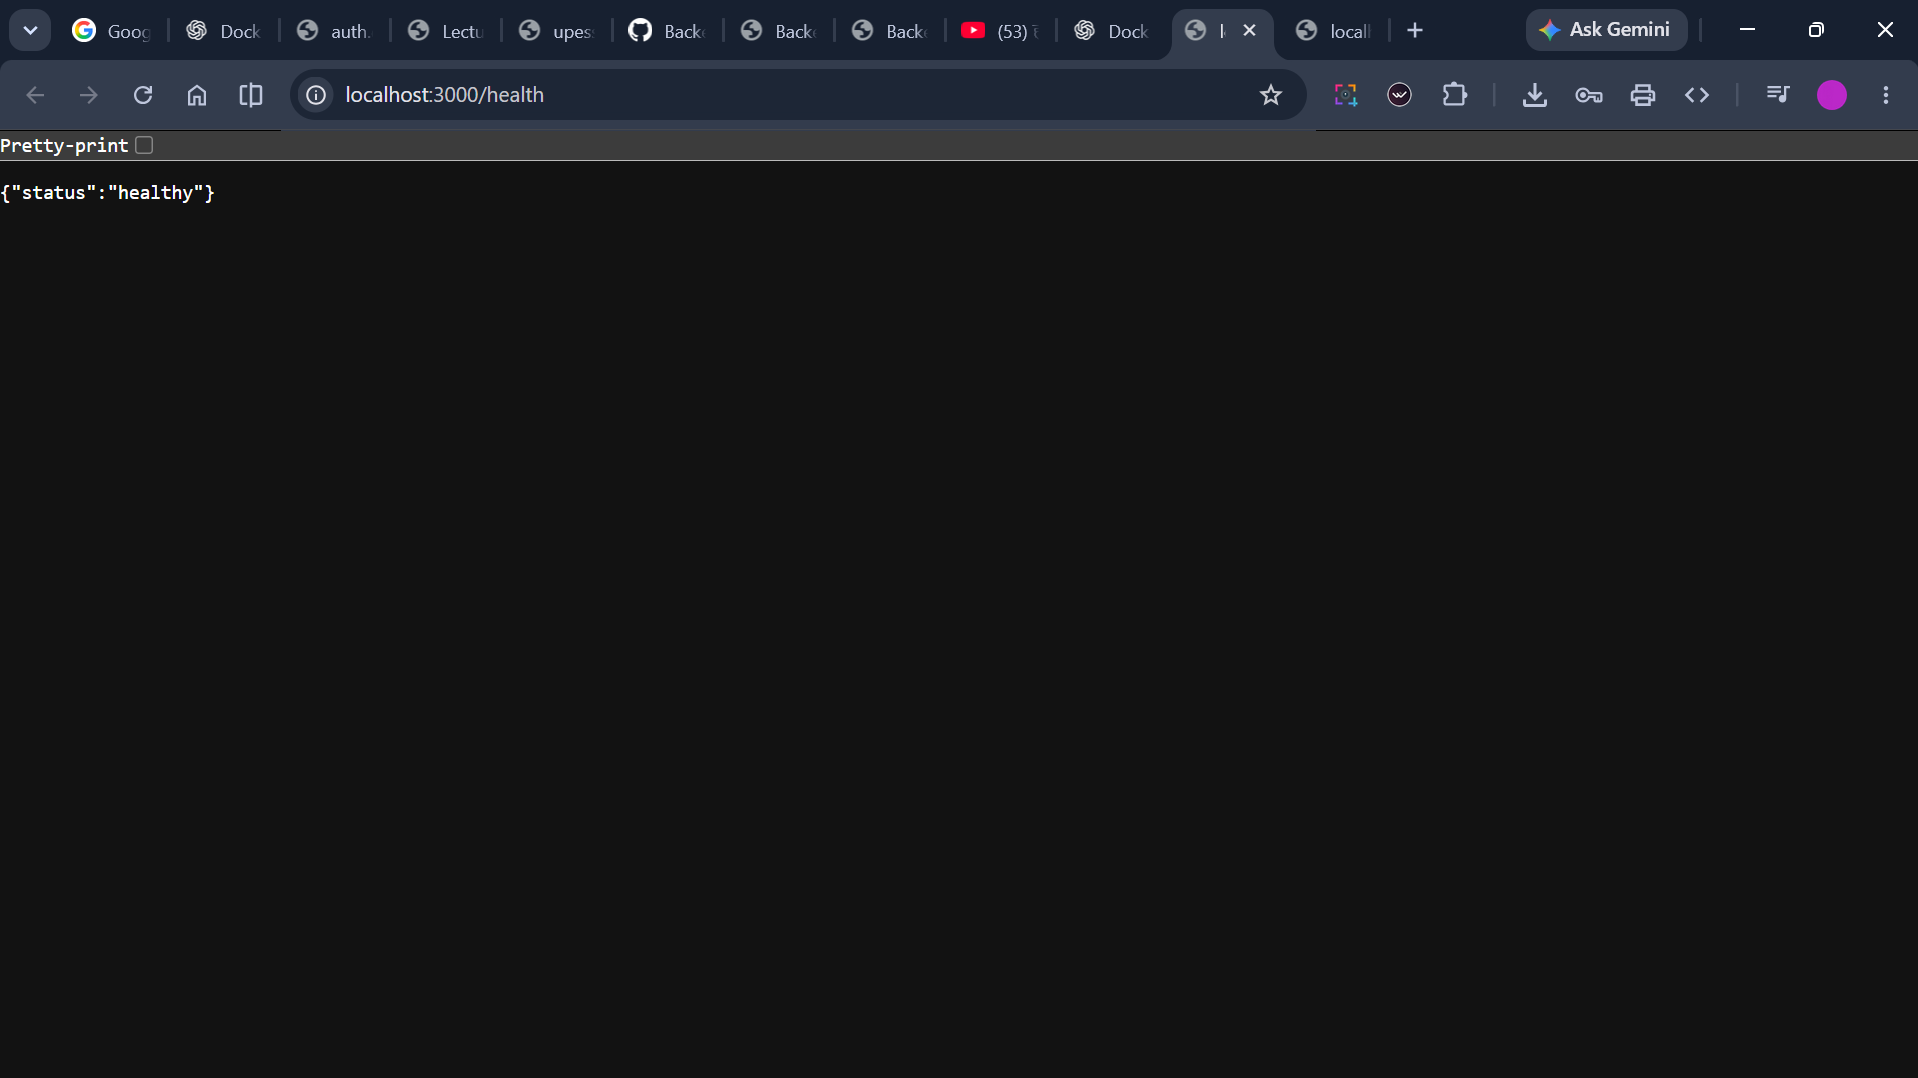 Goog
Dock
auth.
Lectu
upes
Back
Back
Back
(53)
Dock
locall
Ask Gemini
localhost:3000/health
Pretty-print
{"status":"healthy"}